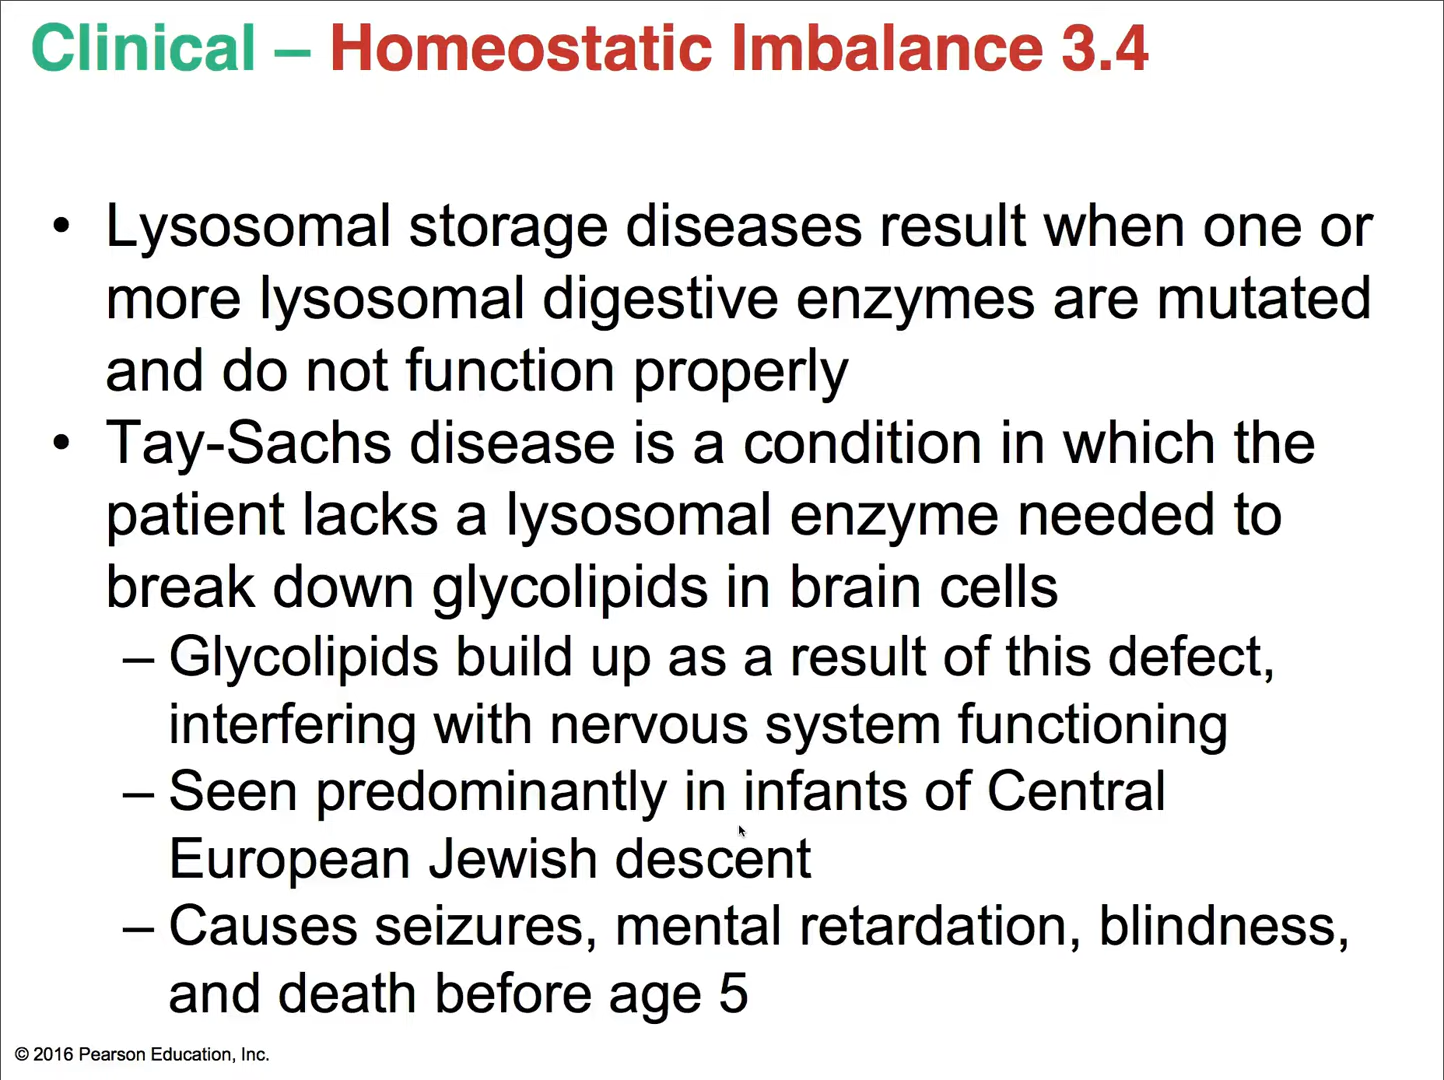 Clinical – Homeostatic Imbalance 3.4
• Lysosomal storage diseases result when one or
more lysosomal digestive enzymes are mutated
and do not function properly
• Tay-Sachs disease is a condition in which the
patient lacks a lysosomal enzyme needed to
break down glycolipids in brain cells
– Glycolipids build up as a result of this defect,
interfering with nervous system functioning
– Seen predominantly in infants of Central
European Jewish descent
– Causes seizures, mental retardation, blindness,
and death before age 5
© 2016 Pearson Education, Inc.